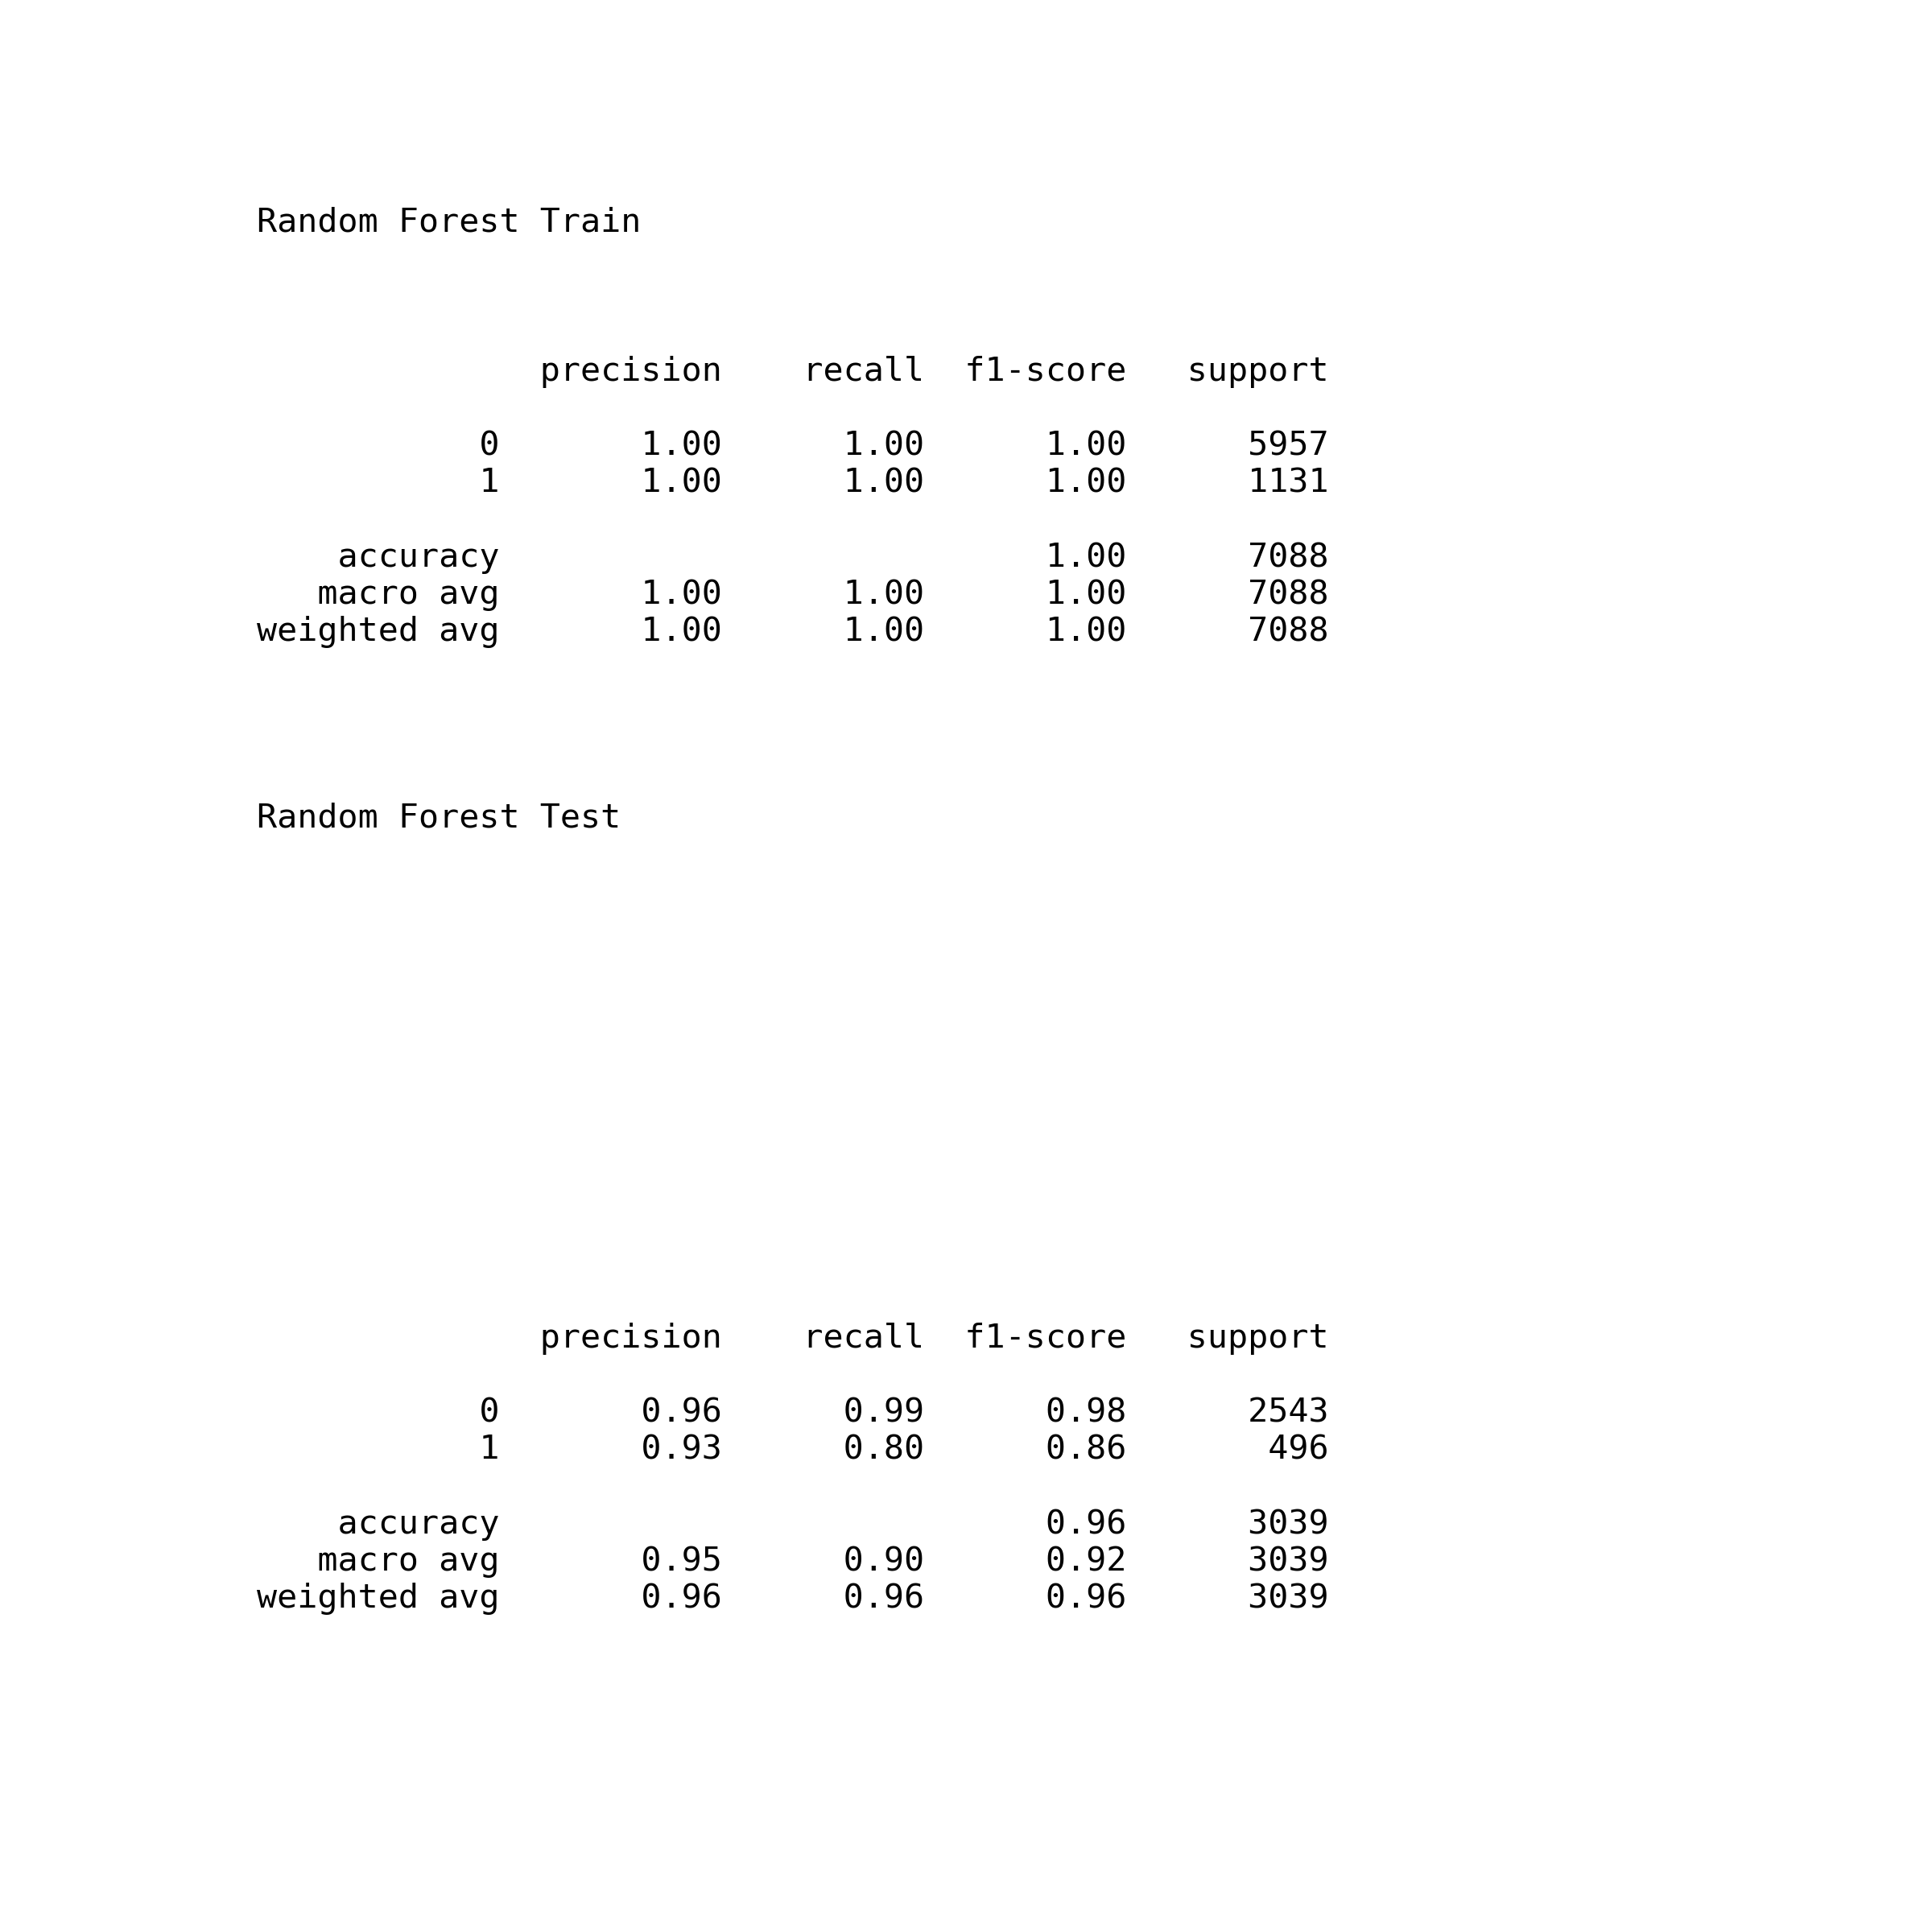 Random Forest Train
precision recall f1-score support
0 1.00 1.00 1.00 5957
1 1.00 1.00 1.00 1131
accuracy 1.00 7088
macro avg 1.00 1.00 1.00 7088
weighted avg 1.00 1.00 1.00 7088
Random Forest Test
precision recall f1-score support
0 0.96 0.99 0.98 2543
1 0.93 0.80 0.86 496
accuracy 0.96 3039
macro avg 0.95 0.90 0.92 3039
weighted avg 0.96 0.96 0.96 3039